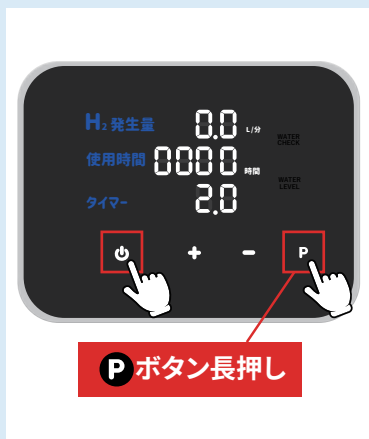 H2 発生量 0.0 L/分
WATER CHECK
使用時間 0000 時間
WATER LEVEL
タイマー 2.0
+ − P
P ボタン長押し